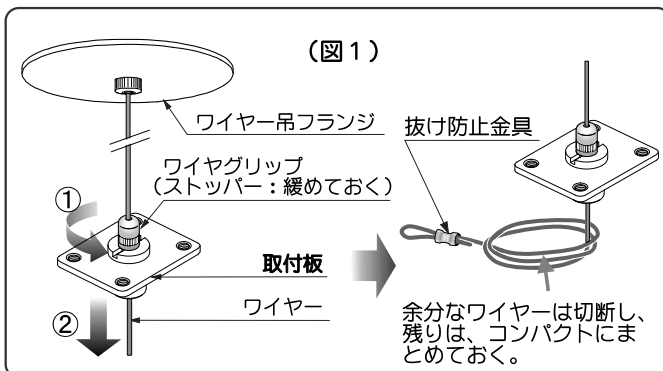 (図1)
ワイヤー吊フランジ
抜け防止金具
ワイヤグリップ
(ストッパー:緩めておく)
①
取付板
ワイヤー
②
余分なワイヤーは切断し、
残りは、コンパクトにま
とめておく。